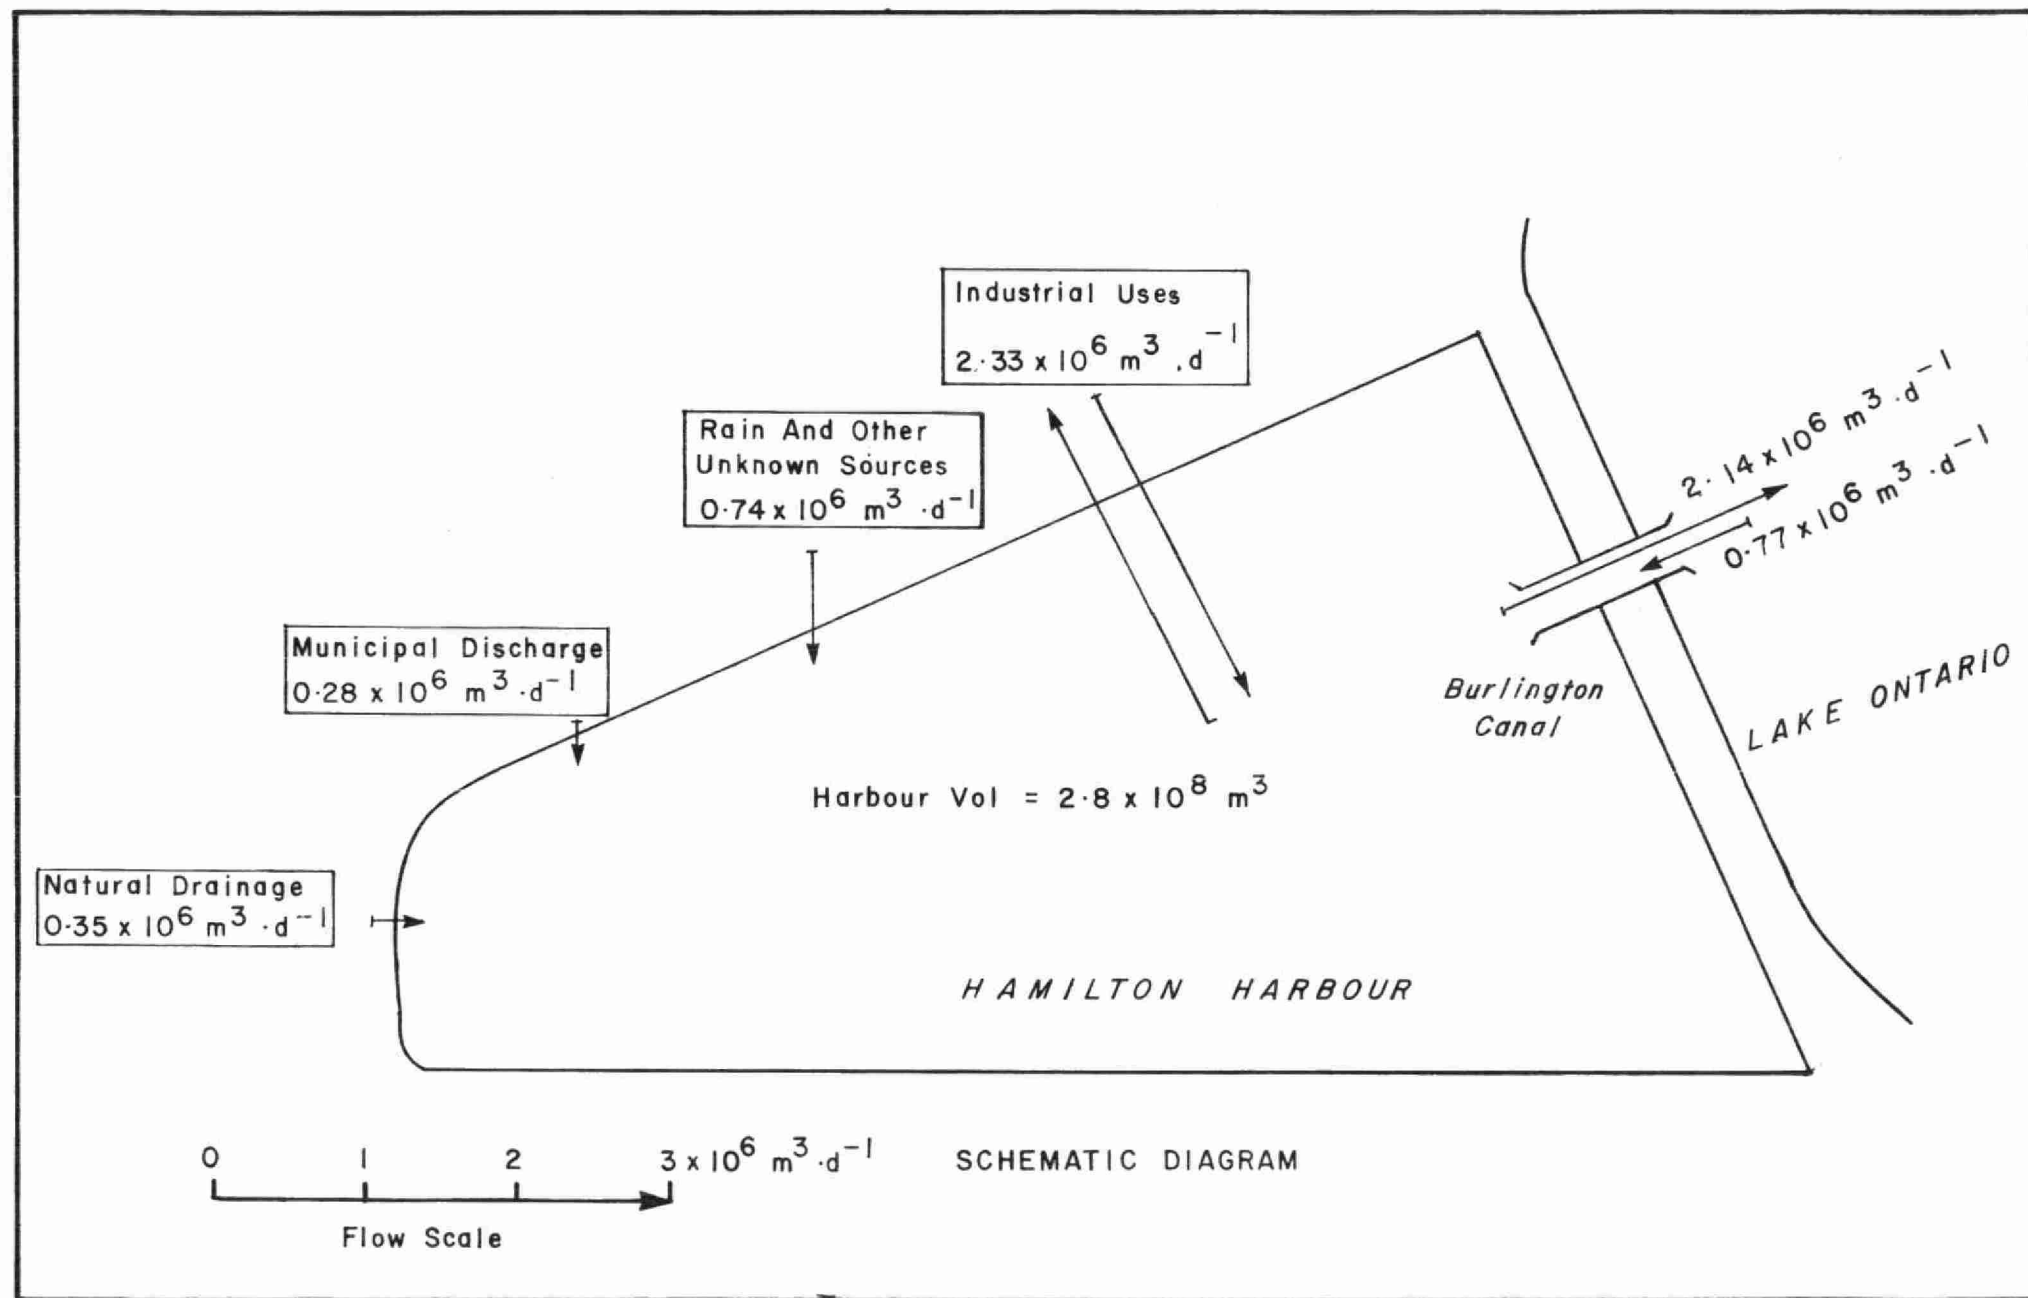 Industrial Uses
2.33 x 10⁶ m³ .d⁻¹
Rain And Other
Unknown Sources
0.74 x 10⁶ m³ ·d⁻¹
2.14 x 10⁶ m³ ·d⁻¹
0.77 x 10⁶ m³ ·d⁻¹
Municipal Discharge
0.28 x 10⁶ m³ ·d⁻¹
Burlington
Canal
LAKE ONTARIO
Harbour Vol = 2.8 x 10⁸ m³
Natural Drainage
0.35 x 10⁶ m³ ·d⁻¹
HAMILTON HARBOUR
0 1 2 3 x 10⁶ m³·d⁻¹
SCHEMATIC DIAGRAM
Flow Scale